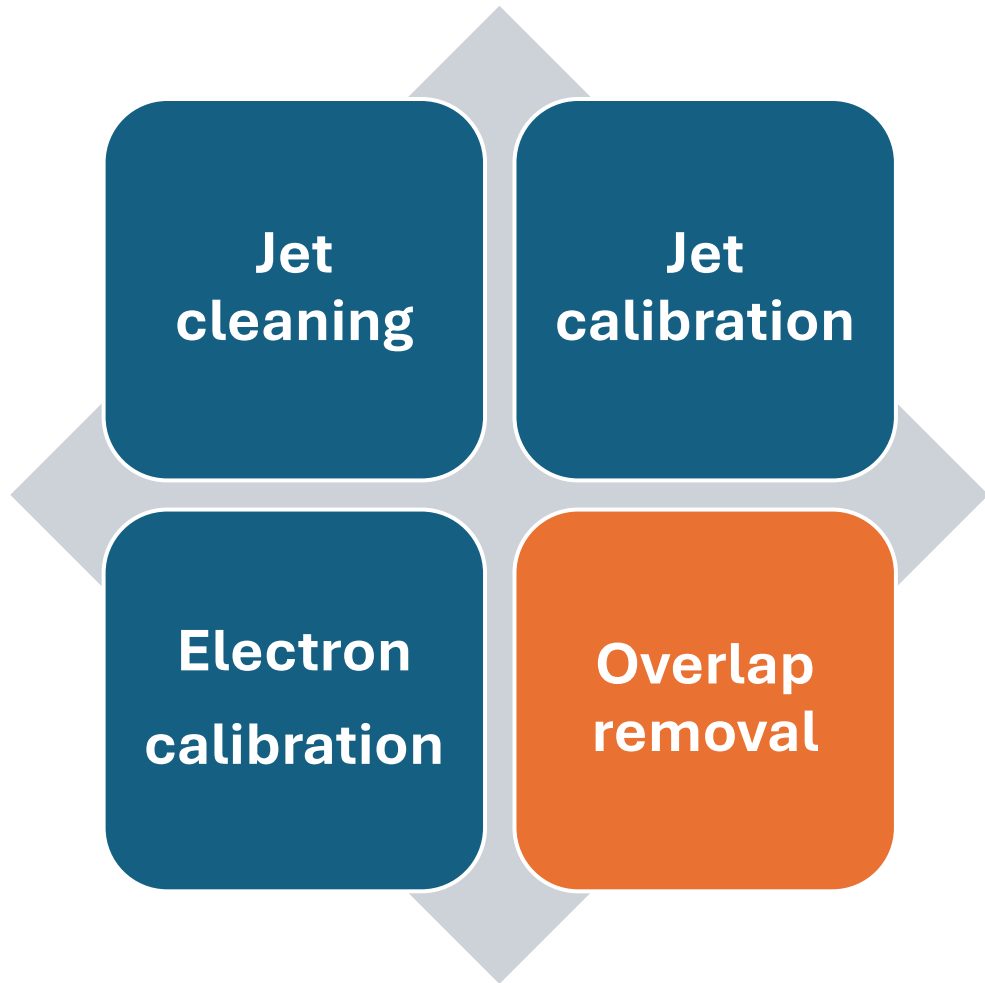 Jet
cleaning
Jet
calibration
Electron
calibration
Overlap
removal